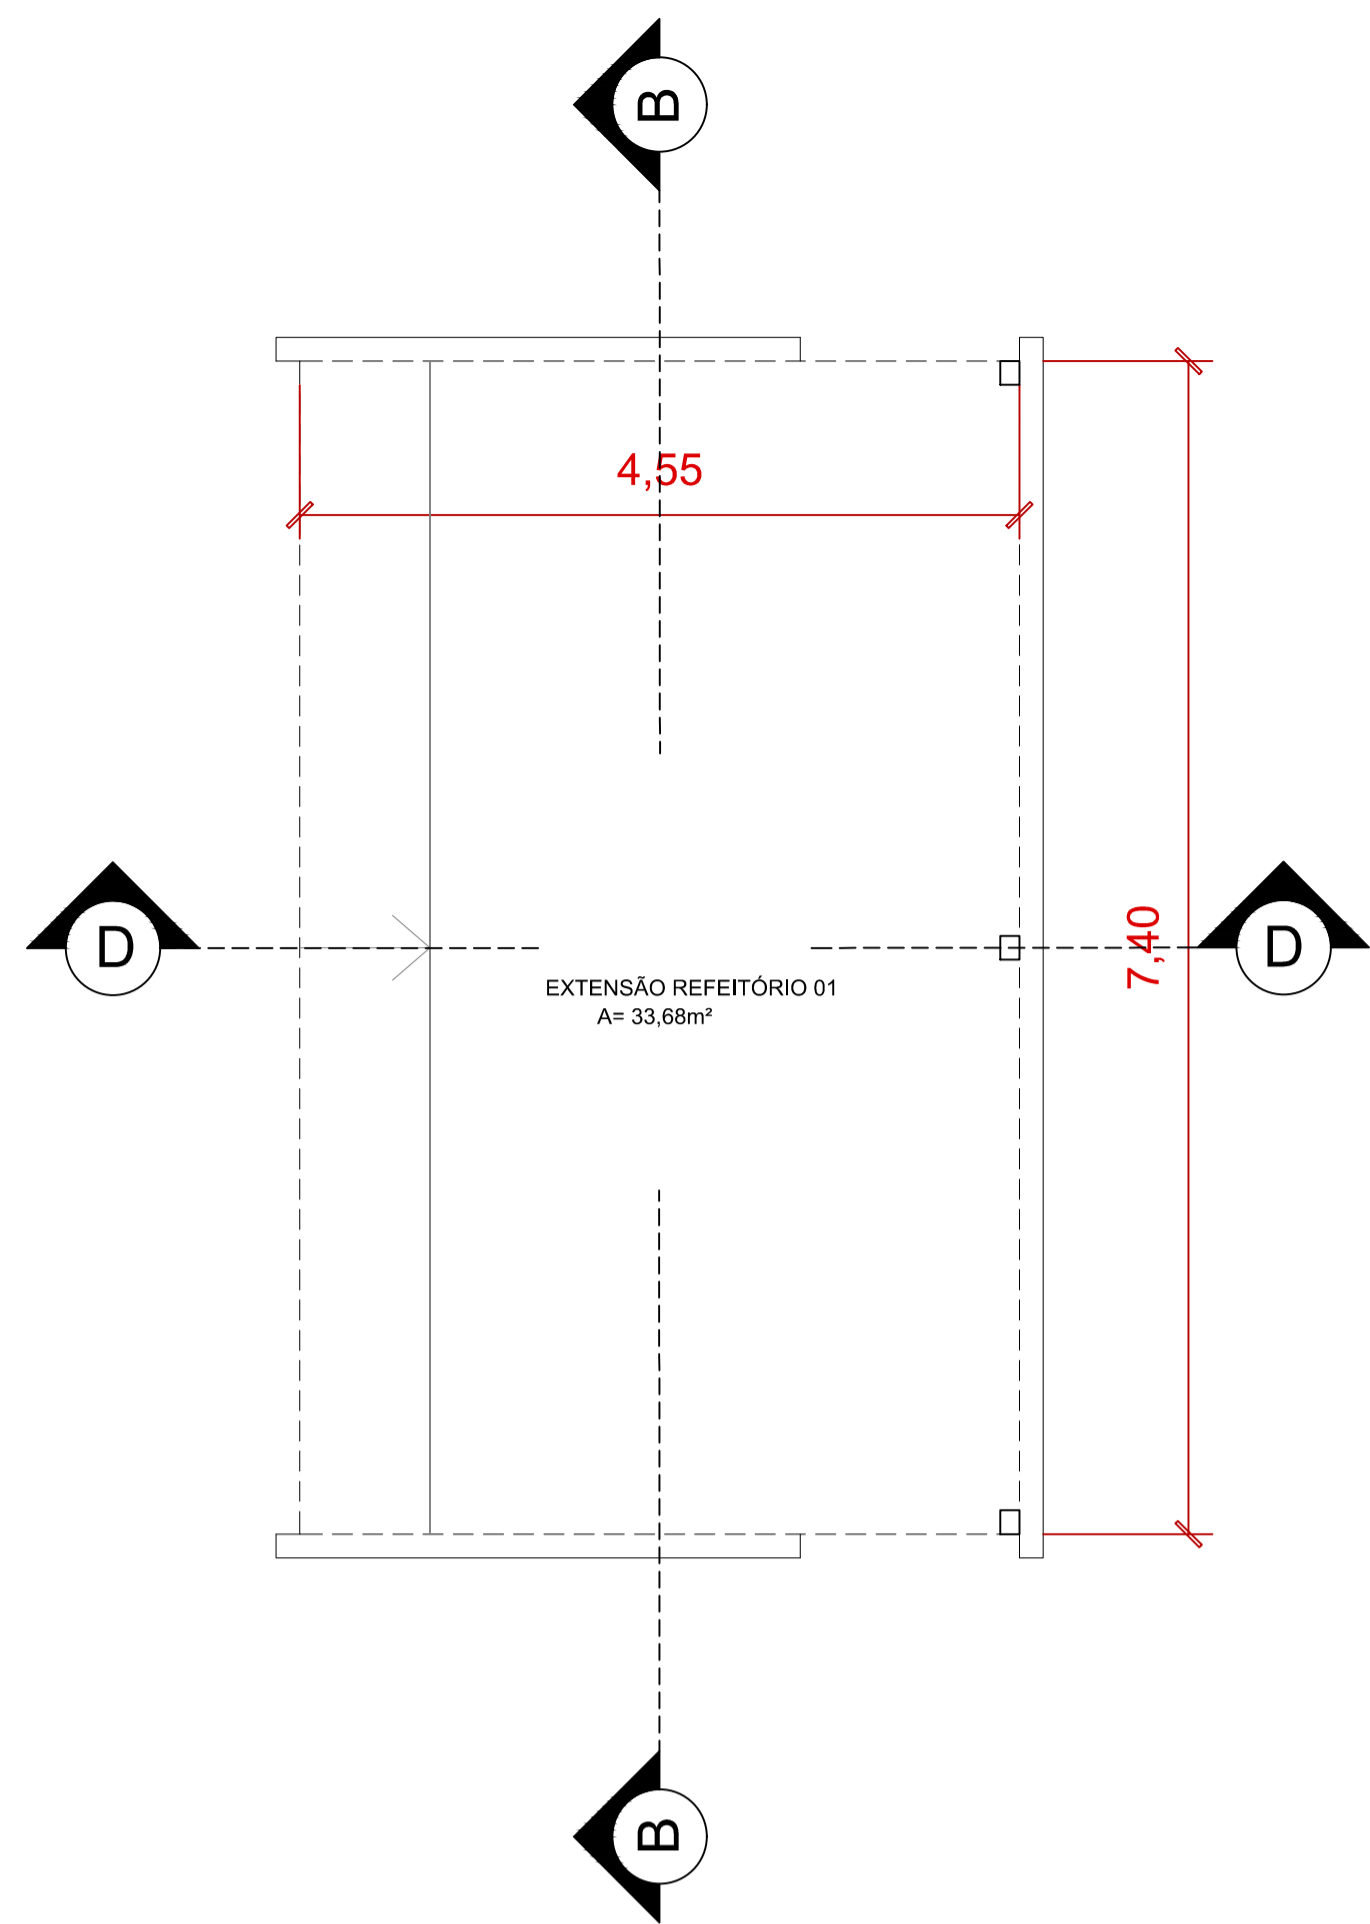 B
4,55
D
7,40
D
EXTENSÃO REFEITÓRIO 01
A= 33,68m²
B